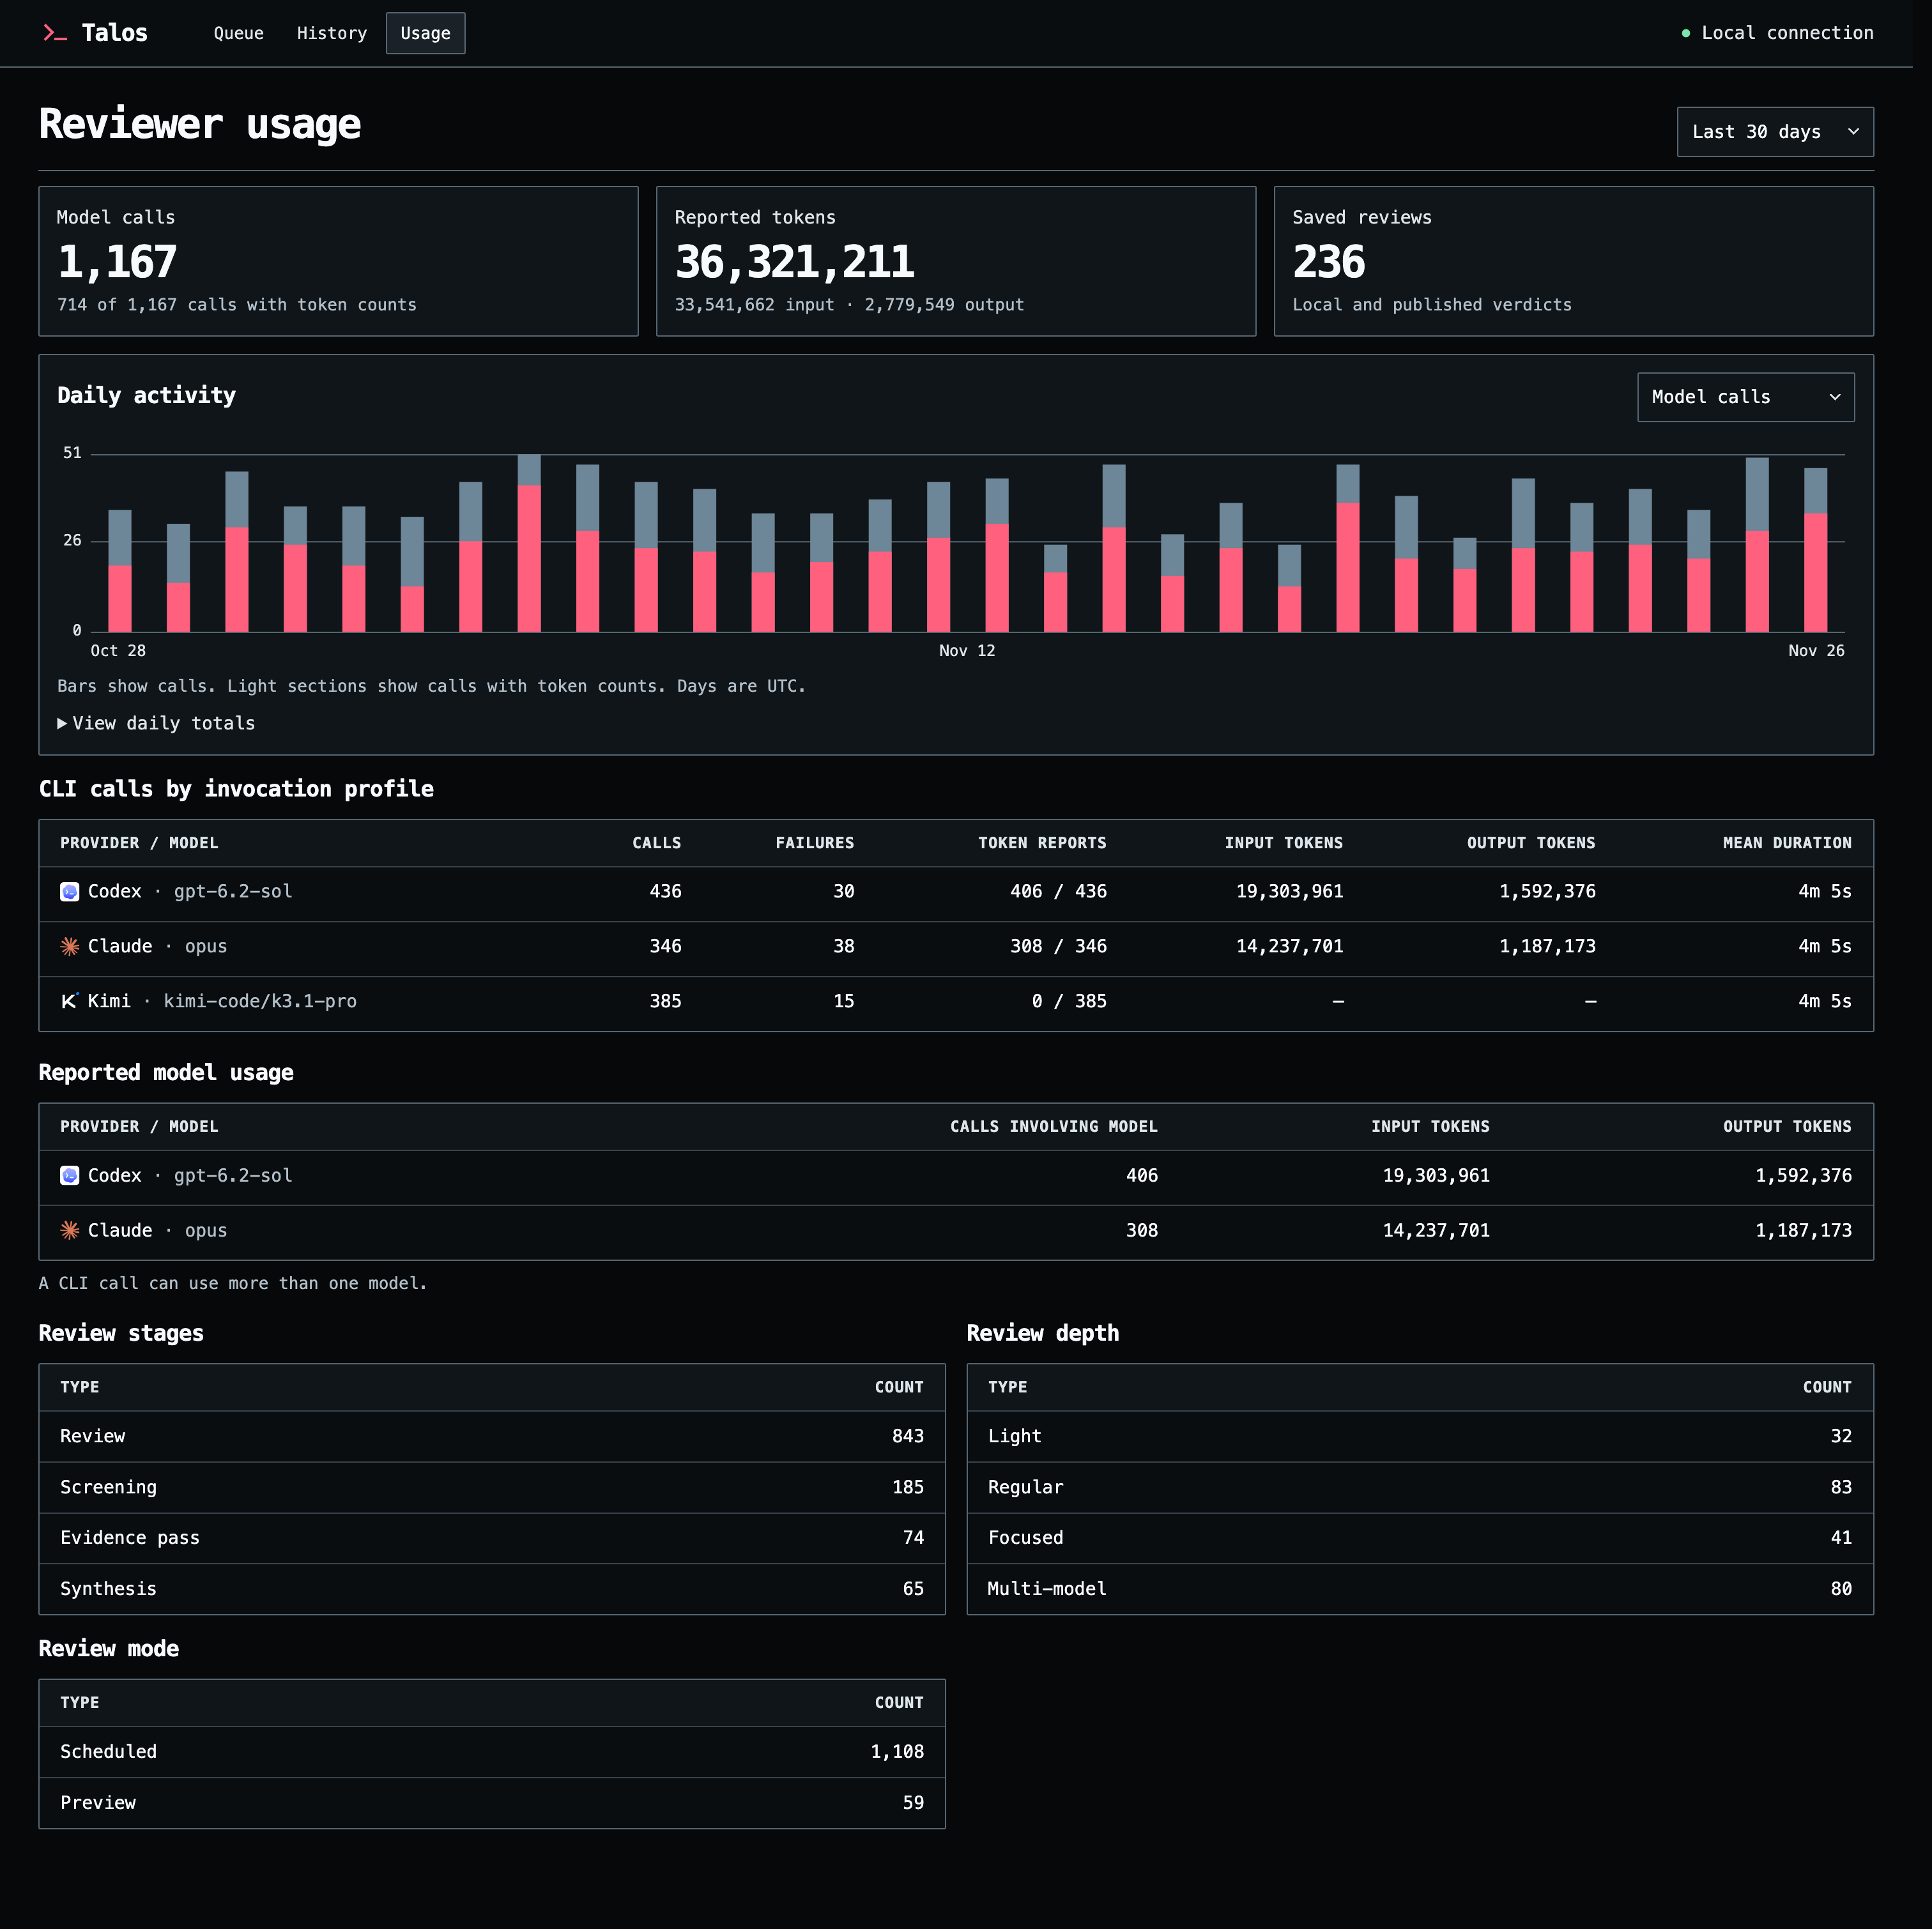 Talos Queue History Usage Local connection
Reviewer usage
Last 30 days
Model calls
1,167
714 of 1,167 calls with token counts
Reported tokens
36,321,211
33,541,662 input · 2,779,549 output
Saved reviews
236
Local and published verdicts
Daily activity
Model calls
51
26
0
Oct 28 Nov 12 Nov 26
Bars show calls. Light sections show calls with token counts. Days are UTC.
View daily totals
CLI calls by invocation profile
PROVIDER / MODEL CALLS FAILURES TOKEN REPORTS INPUT TOKENS OUTPUT TOKENS MEAN DURATION
Codex · gpt-6.2-sol 436 30 406 / 436 19,303,961 1,592,376 4m 5s
Claude · opus 346 38 308 / 346 14,237,701 1,187,173 4m 5s
Kimi · kimi-code/k3.1-pro 385 15 0 / 385 — — 4m 5s
Reported model usage
PROVIDER / MODEL CALLS INVOLVING MODEL INPUT TOKENS OUTPUT TOKENS
Codex · gpt-6.2-sol 406 19,303,961 1,592,376
Claude · opus 308 14,237,701 1,187,173
A CLI call can use more than one model.
Review stages
TYPE COUNT
Review 843
Screening 185
Evidence pass 74
Synthesis 65
Review depth
TYPE COUNT
Light 32
Regular 83
Focused 41
Multi-model 80
Review mode
TYPE COUNT
Scheduled 1,108
Preview 59